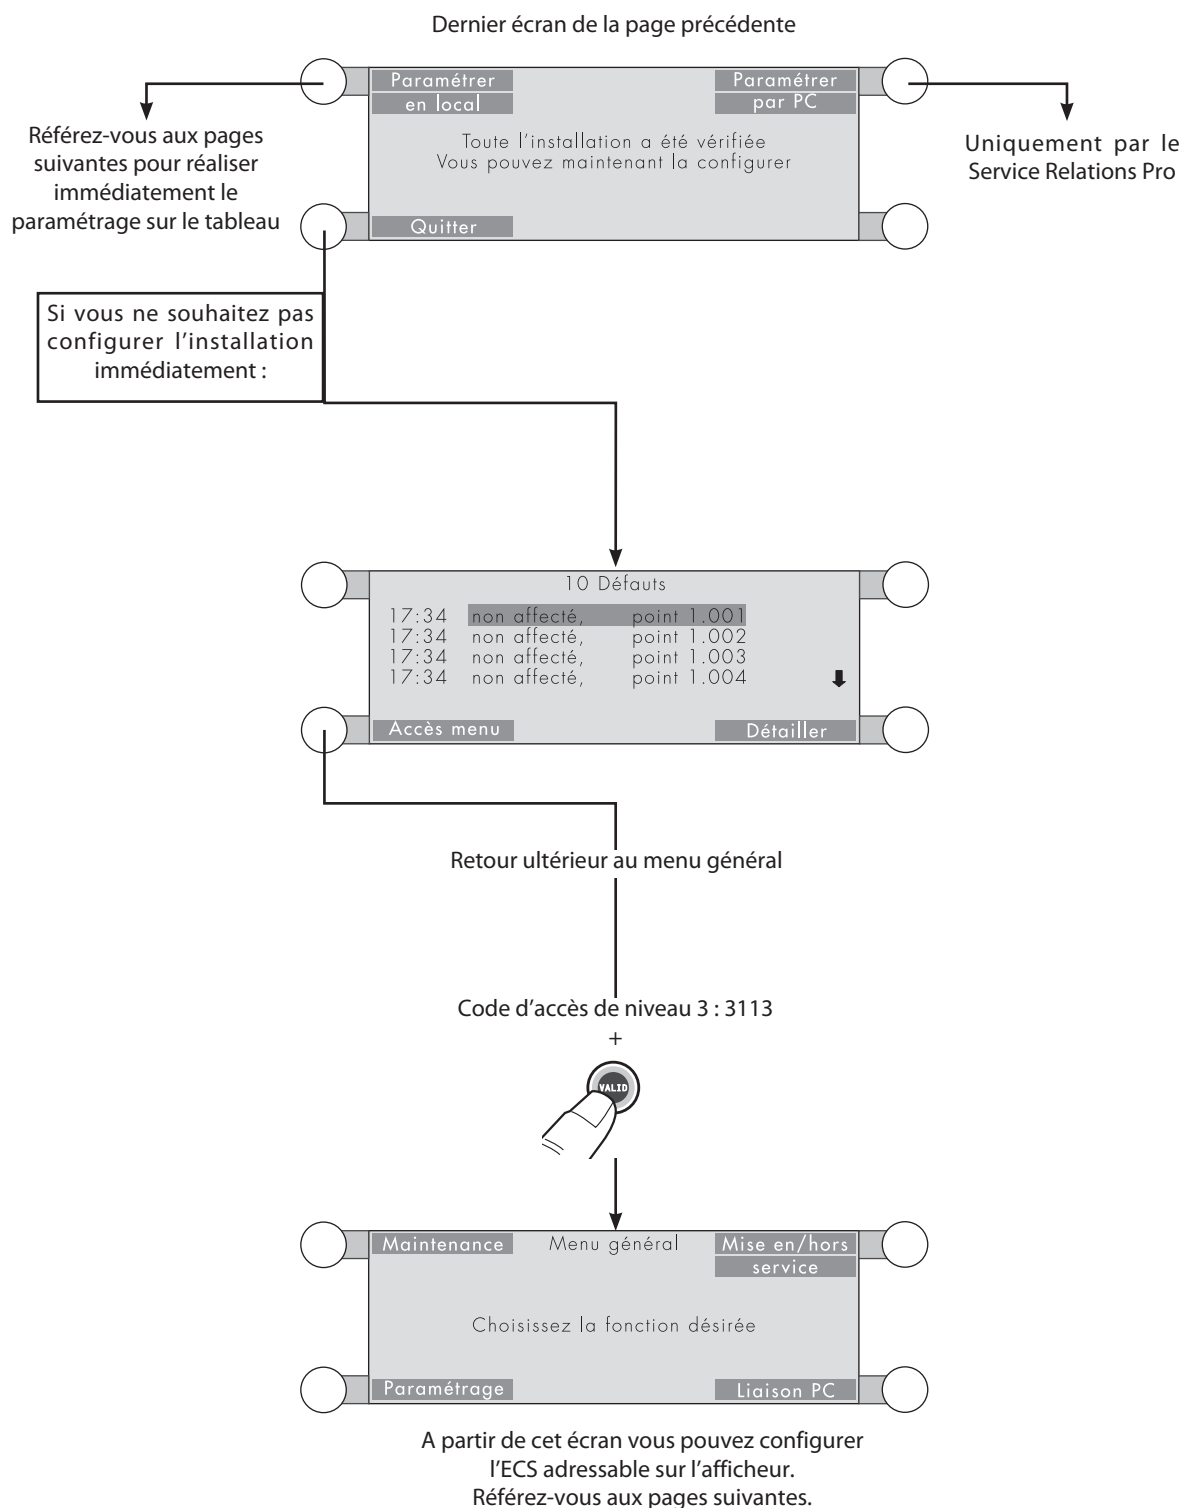 Dernier écran de la page précédente
Paramétrer
en local
Paramétrer
par PC
Toute l'installation a été vérifiée
Vous pouvez maintenant la configurer
Quitter
Référez-vous aux pages
suivantes pour réaliser
immédiatement le
paramétrage sur le tableau
Uniquement par le
Service Relations Pro
Si vous ne souhaitez pas
configurer l'installation
immédiatement :
10 Défauts
17:34 non affecté, point 1.001
17:34 non affecté, point 1.002
17:34 non affecté, point 1.003
17:34 non affecté, point 1.004
Accès menu
Détailler
Retour ultérieur au menu général
Code d'accès de niveau 3 : 3113
+
VALID
Maintenance
Menu général
Mise en/hors
service
Choisissez la fonction désirée
Paramétrage
Liaison PC
A partir de cet écran vous pouvez configurer
l'ECS adressable sur l'afficheur.
Référez-vous aux pages suivantes.